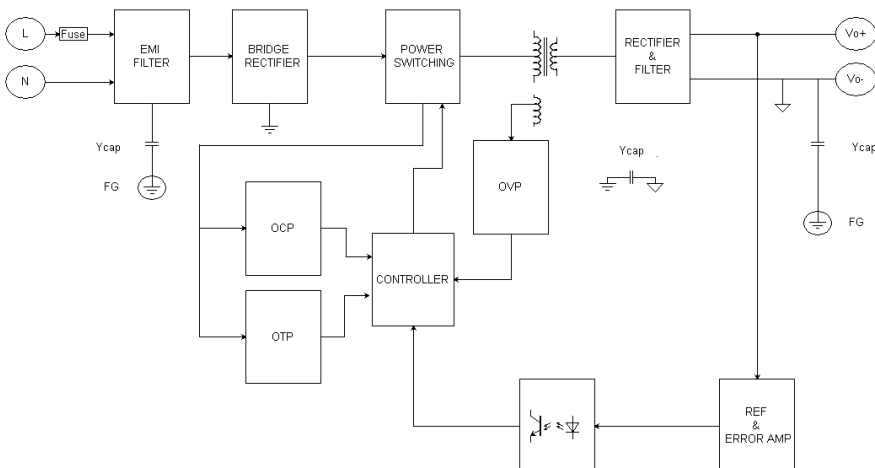 L
Fuse
N
EMI
FILTER
BRIDGE
RECTIFIER
POWER
SWITCHING
RECTIFIER
&
FILTER
Vo+
Vo-
Ycap
FG
OVP
Ycap
Ycap
FG
OCP
CONTROLLER
OTP
REF
&
ERROR AMP